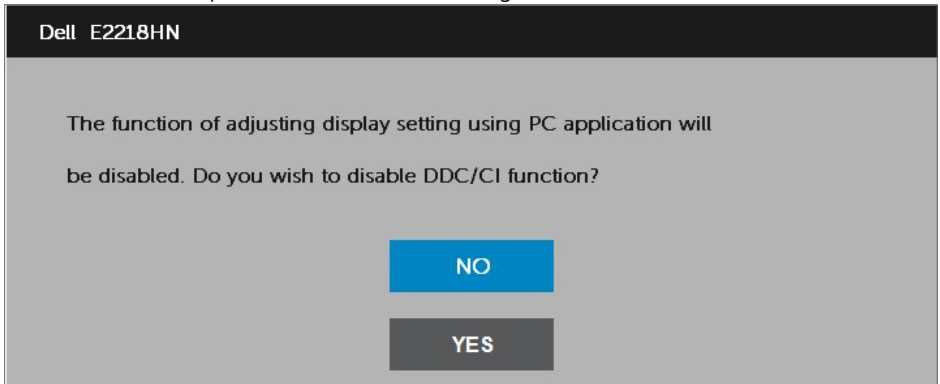 Dell E2218HN
The function of adjusting display setting using PC application will
be disabled. Do you wish to disable DDC/CI function?
NO
YES